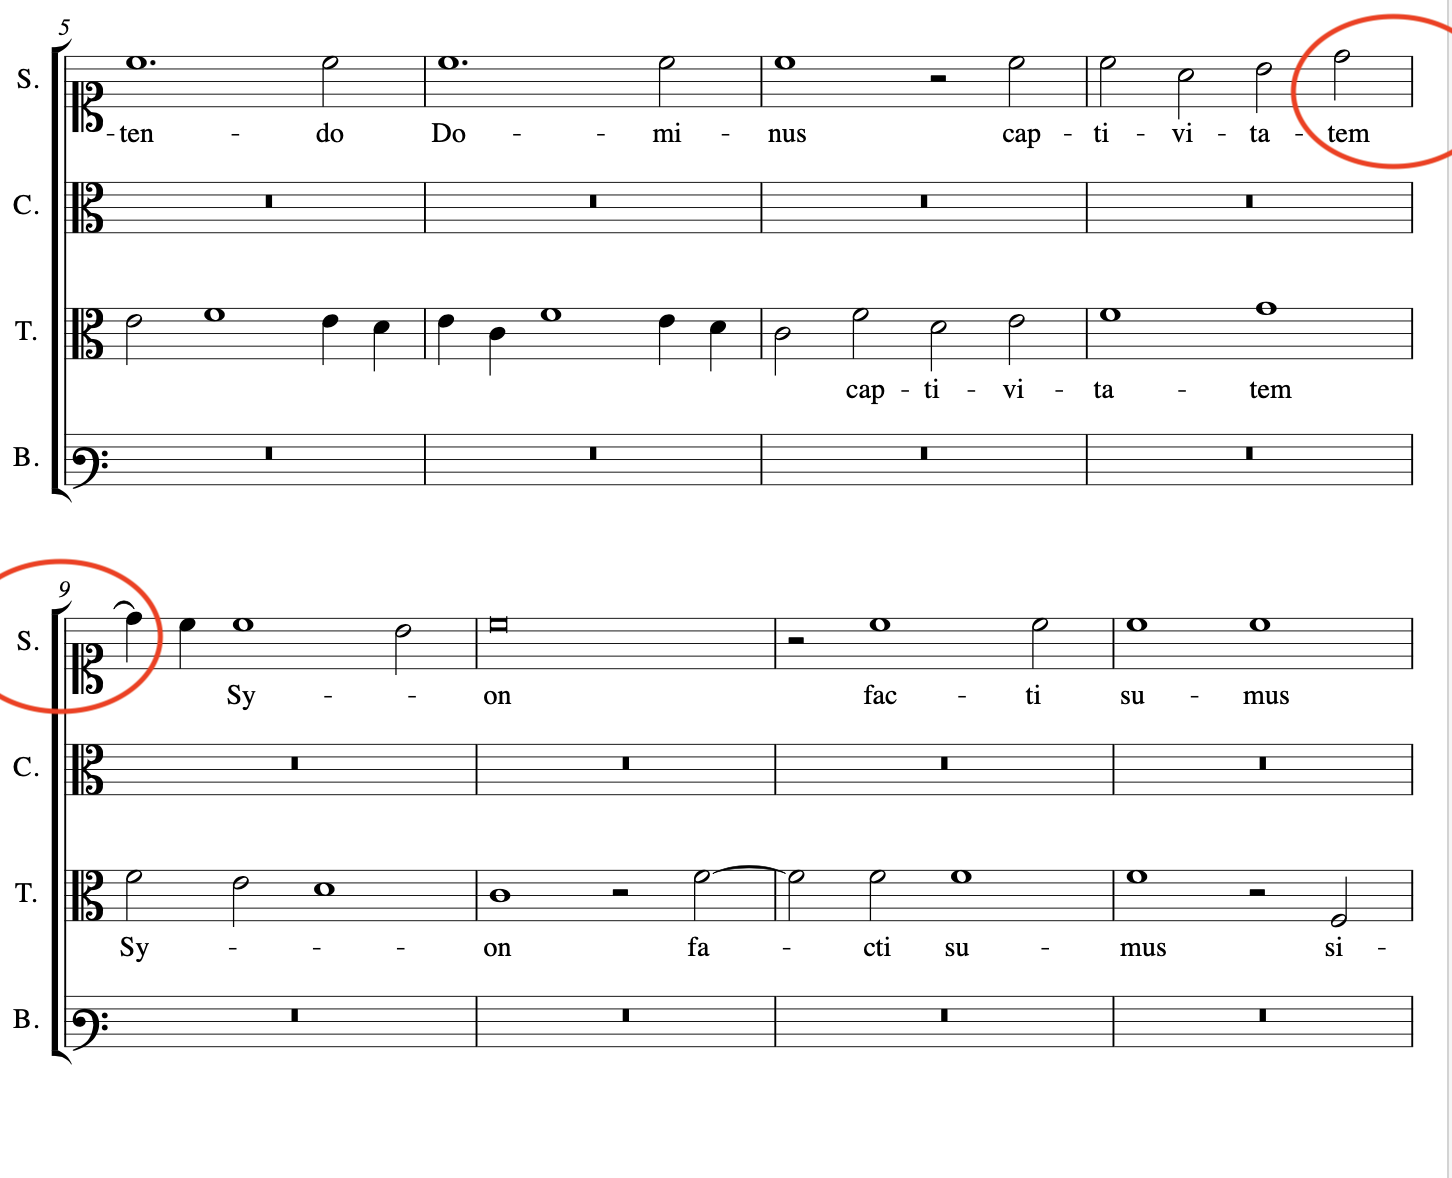 5
S.
-ten - do Do - - mi - nus cap - ti - vi - ta - tem
C.
T.
cap - ti - vi - ta - tem
B.
9
S.
Sy - - on fac - ti su - mus
C.
T.
Sy - - - on fa - cti su - mus si -
B.